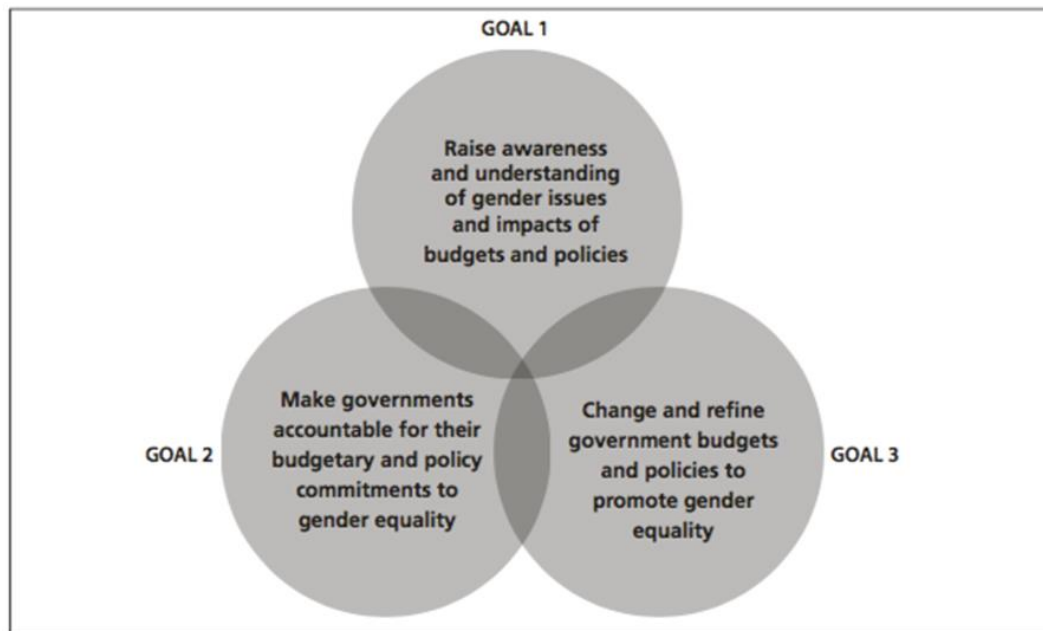 GOAL 1
Raise awareness
and understanding
of gender issues
and impacts of
budgets and policies
GOAL 2
Make governments
accountable for their
budgetary and policy
commitments to
gender equality
Change and refine
government budgets
and policies to
promote gender
equality
GOAL 3